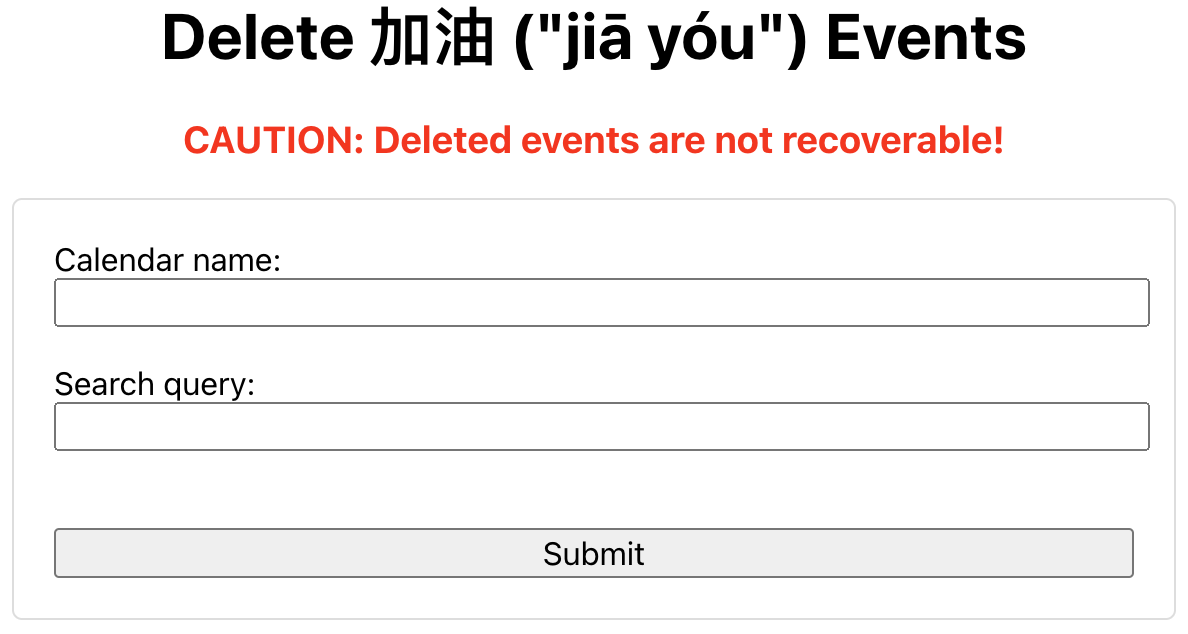 Delete 加油 ("jiā yóu") Events
CAUTION: Deleted events are not recoverable!
Calendar name:
Search query:
Submit